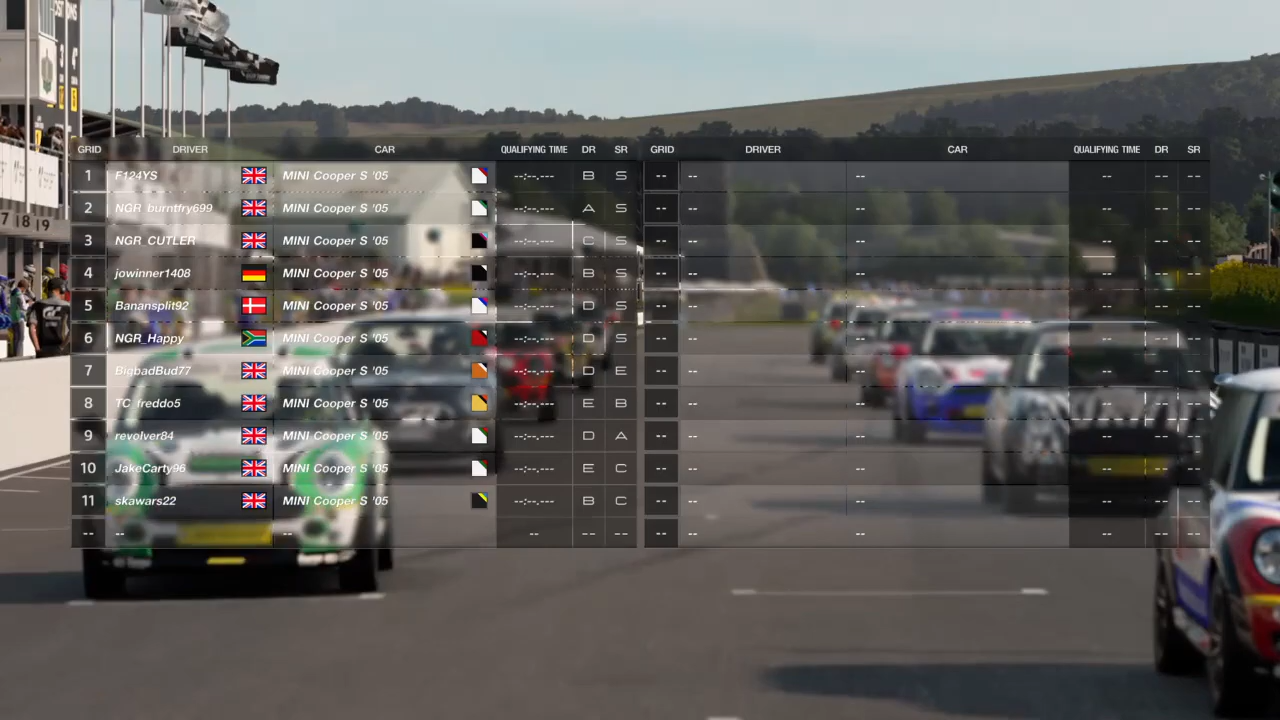 GRID DRIVER CAR QUALIFYING TIME DR SR GRID DRIVER CAR QUALIFYING TIME DR SR
1 F124YS MINI Cooper S '05 --:--.--- B S -- -- -- -- -- --
2 NGR_burntfry699 MINI Cooper S '05 --:--.--- A S -- -- -- -- -- --
3 NGR_CUTLER MINI Cooper S '05 --:--.--- C S -- -- -- -- -- --
4 jowinner1408 MINI Cooper S '05 --:--.--- B S -- -- -- -- -- --
5 Banansplit92 MINI Cooper S '05 --:--.--- D S -- -- -- -- -- --
6 NGR_Happy MINI Cooper S '05 --:--.--- D S -- -- -- -- -- --
7 BigbadBud77 MINI Cooper S '05 --:--.--- D E -- -- -- -- -- --
8 TC_freddo5 MINI Cooper S '05 --:--.--- E B -- -- -- -- -- --
9 revolver84 MINI Cooper S '05 --:--.--- D A -- -- -- -- -- --
10 JakeCarty96 MINI Cooper S '05 --:--.--- E C -- -- -- -- -- --
11 skawars22 MINI Cooper S '05 --:--.--- B C -- -- -- -- -- --
-- -- -- -- -- -- -- -- -- -- -- --
7 18 19